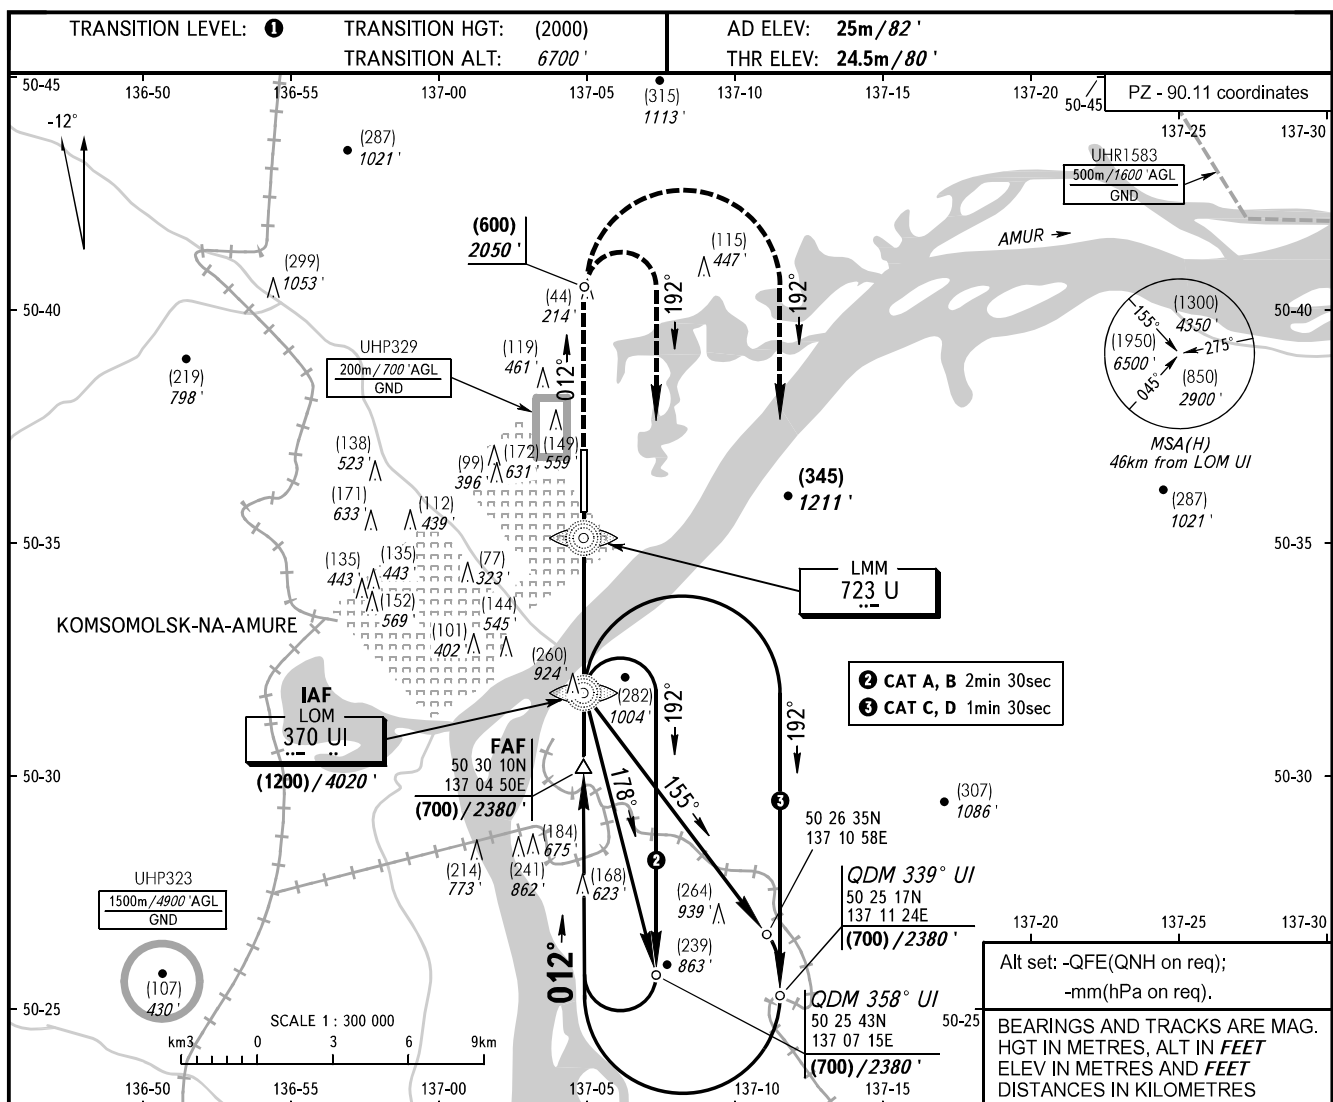 TRANSITION LEVEL: ❶ TRANSITION HGT: (2000)
TRANSITION ALT: 6700 '
AD ELEV: 25m/82 '
THR ELEV: 24.5m/80 '
50-45 136-50 136-55 137-00 137-05 137-10 137-15 137-20 50-45
PZ - 90.11 coordinates
137-25 137-30
-12°
(315)
1113 '
(287)
1021 '
UHR1583
500m/1600 'AGL
GND
(600)
2050 '
(115)
447 '
AMUR
(299)
1053 '
192°
192°
(44)
214 '
50-40
50-40
(1300)
4350 '
155°
(1950)
6500 '
275°
045°
(850)
2900 '
MSA(H)
46km from LOM UI
UHP329
200m/700 'AGL
GND
(119)
461 '
012°
(219)
798 '
(138)
523 '
(99)
396 '
(172)
631 '
(149)
559 '
(345)
1211 '
(287)
1021 '
(171)
633 '
(112)
439 '
50-35
(135)
443 '
(135)
443
(77)
323 '
LMM
723 U
(152)
569 '
(144)
545 '
KOMSOMOLSK-NA-AMURE
(101)
402 '
(260)
924 '
(282)
1004 '
192°
192°
❷ CAT A, B 2min 30sec
❸ CAT C, D 1min 30sec
IAF
LOM
370 UI
(1200)/4020 '
FAF
50 30 10N
137 04 50E
(700)/2380 '
50-30
50-30
178°
155°
❸
(307)
1086 '
50 26 35N
137 10 58E
(214)
773 '
(241)
862 '
(184)
675 '
(168)
623 '
❷
(264)
939 '
(239)
863 '
QDM 339° UI
50 25 17N
137 11 24E
(700)/2380 '
UHP323
1500m/4900 'AGL
GND
(107)
430 '
012°
137-20 137-25 137-30
50-25
50-25
QDM 358° UI
50 25 43N
137 07 15E
(700)/2380 '
SCALE 1 : 300 000
km3 0 3 6 9km
136-50 136-55 137-00 137-05 137-10 137-15
Alt set: -QFE(QNH on req);
-mm(hPa on req).
BEARINGS AND TRACKS ARE MAG.
HGT IN METRES, ALT IN FEET
ELEV IN METRES AND FEET
DISTANCES IN KILOMETRES